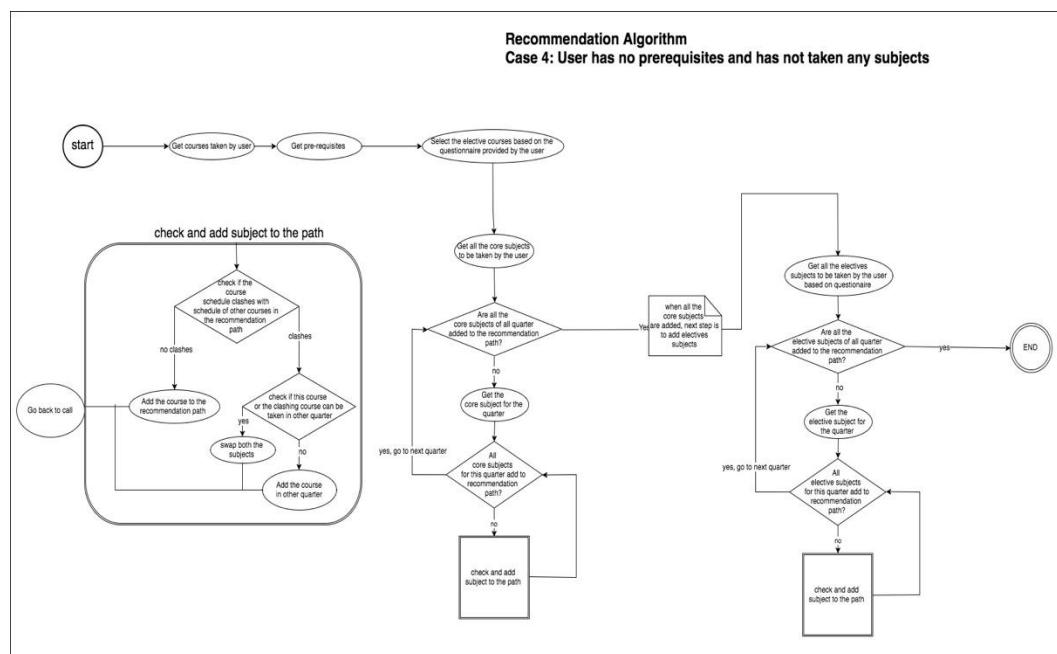 Recommendation Algorithm
Case 4: User has no prerequisites and has not taken any subjects
start
Get courses taken by user
Get pre-requisites
Select the elective courses based on the
questionnaire provided by the user
check and add subject to the path
check if the
course
schedule clashes with
schedule of other courses in
the recommendation
path
no clashes
clashes
Go back to call
Add the course to the
recommendation path
check if this course
or the clashing course can be
taken in other quarter
yes
swap both the
subjects
no
Add the course
in other quarter
Get all the core subjects
to be taken by the user
Are all the
core subjects of all quarter
added to the recommendation
path?
Yes
when all the
core subjects
are added, next step is
to add electives
subjects
no
Get the
core subject for the
quarter
yes, go to next quarter
All
core subjects
for this quarter add to
recommendation
path?
no
check and add
subject to the path
Get all the electives
subjects to be taken by the user
based on questionaire
Are all the
elective subjects of all quarter
added to the recommendation
path?
yes
END
no
Get the
elective subject for
the quarter
yes, go to next quarter
All
elective subjects
for this quarter add to
recommendation
path?
no
check and add
subject to the path